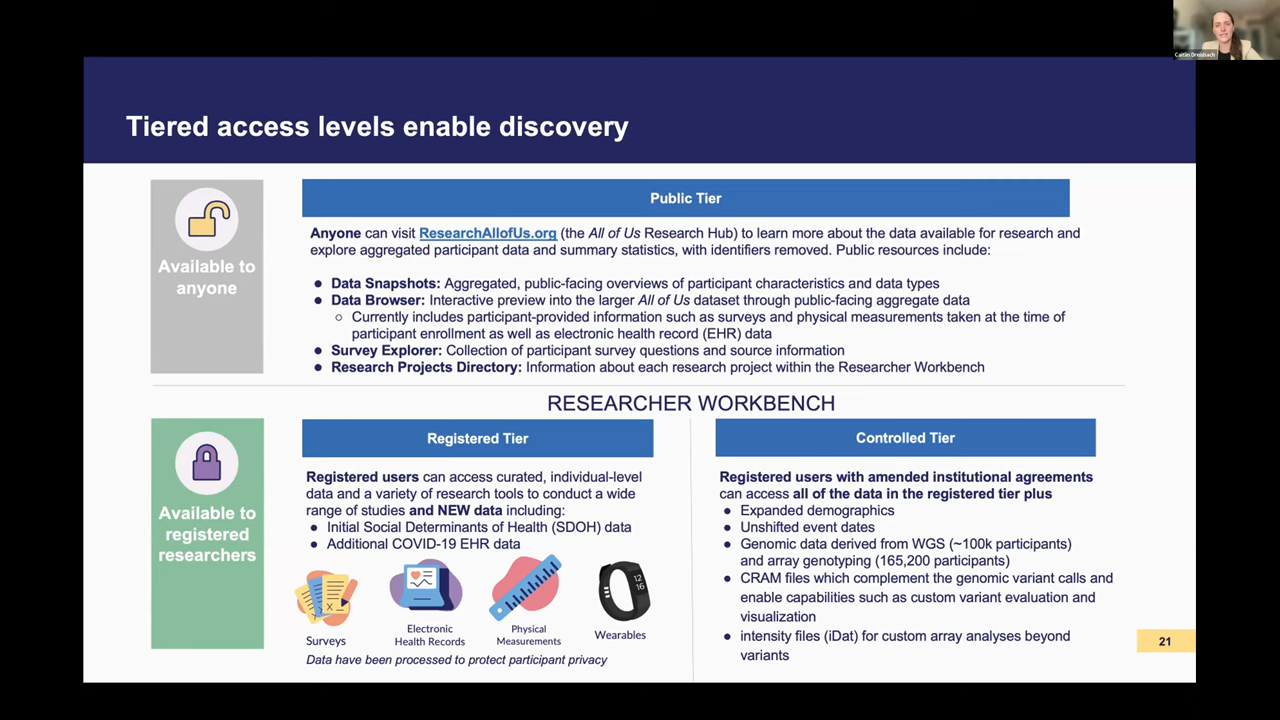 Caitlin Dreisbach
Tiered access levels enable discovery
Available to
anyone
Public Tier
Anyone can visit ResearchAllofUs.org (the All of Us Research Hub) to learn more about the data available for research and
explore aggregated participant data and summary statistics, with identifiers removed. Public resources include:
● Data Snapshots: Aggregated, public-facing overviews of participant characteristics and data types
● Data Browser: Interactive preview into the larger All of Us dataset through public-facing aggregate data
○ Currently includes participant-provided information such as surveys and physical measurements taken at the time of
participant enrollment as well as electronic health record (EHR) data
● Survey Explorer: Collection of participant survey questions and source information
● Research Projects Directory: Information about each research project within the Researcher Workbench
RESEARCHER WORKBENCH
Available to
registered
researchers
Registered Tier
Registered users can access curated, individual-level
data and a variety of research tools to conduct a wide
range of studies and NEW data including:
● Initial Social Determinants of Health (SDOH) data
● Additional COVID-19 EHR data
12
16
Surveys
Electronic
Health Records
Physical
Measurements
Wearables
Data have been processed to protect participant privacy
Controlled Tier
Registered users with amended institutional agreements
can access all of the data in the registered tier plus
● Expanded demographics
● Unshifted event dates
● Genomic data derived from WGS (~100k participants)
and array genotyping (165,200 participants)
● CRAM files which complement the genomic variant calls and
enable capabilities such as custom variant evaluation and
visualization
● intensity files (iDat) for custom array analyses beyond
variants
21